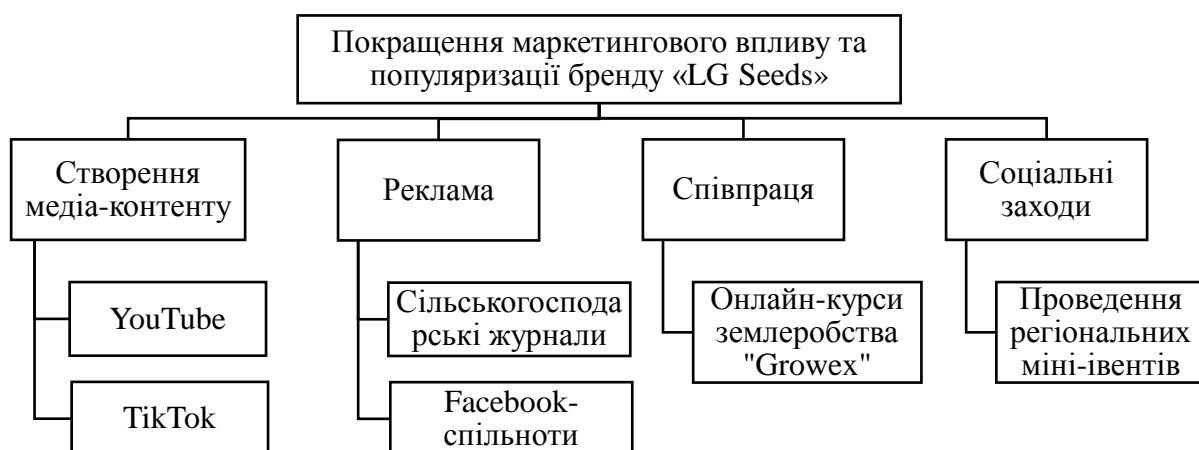 Покращення маркетингового впливу та
популяризації бренду «LG Seeds»
Створення
медіа-контенту
Реклама
Співпраця
Соціальні
заходи
YouTube
TikTok
Сільськогоспода
рські журнали
Facebook-
спільноти
Онлайн-курси
землеробства
"Growex"
Проведення
регіональних
міні-івентів